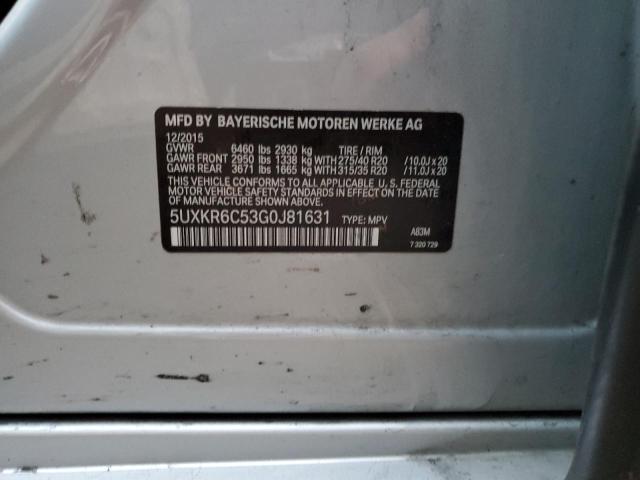 MFD BY BAYERISCHE MOTOREN WERKE AG
12/2015
GVWR 6460 lbs 2930 kg TIRE / RIM
GAWR FRONT 2950 lbs 1338 kg WITH 275/40 R20 / 10.0J x 20
GAWR REAR 3671 lbs 1665 kg WITH 315/35 R20 / 11.0J x 20
THIS VEHICLE CONFORMS TO ALL APPLICABLE U.S. FEDERAL
MOTOR VEHICLE SAFETY STANDARDS IN EFFECT ON THE DATE
OF MANUFACTURE SHOWN ABOVE.
5UXKR6C53G0J81631 TYPE: MPV
A83M
7 320 729